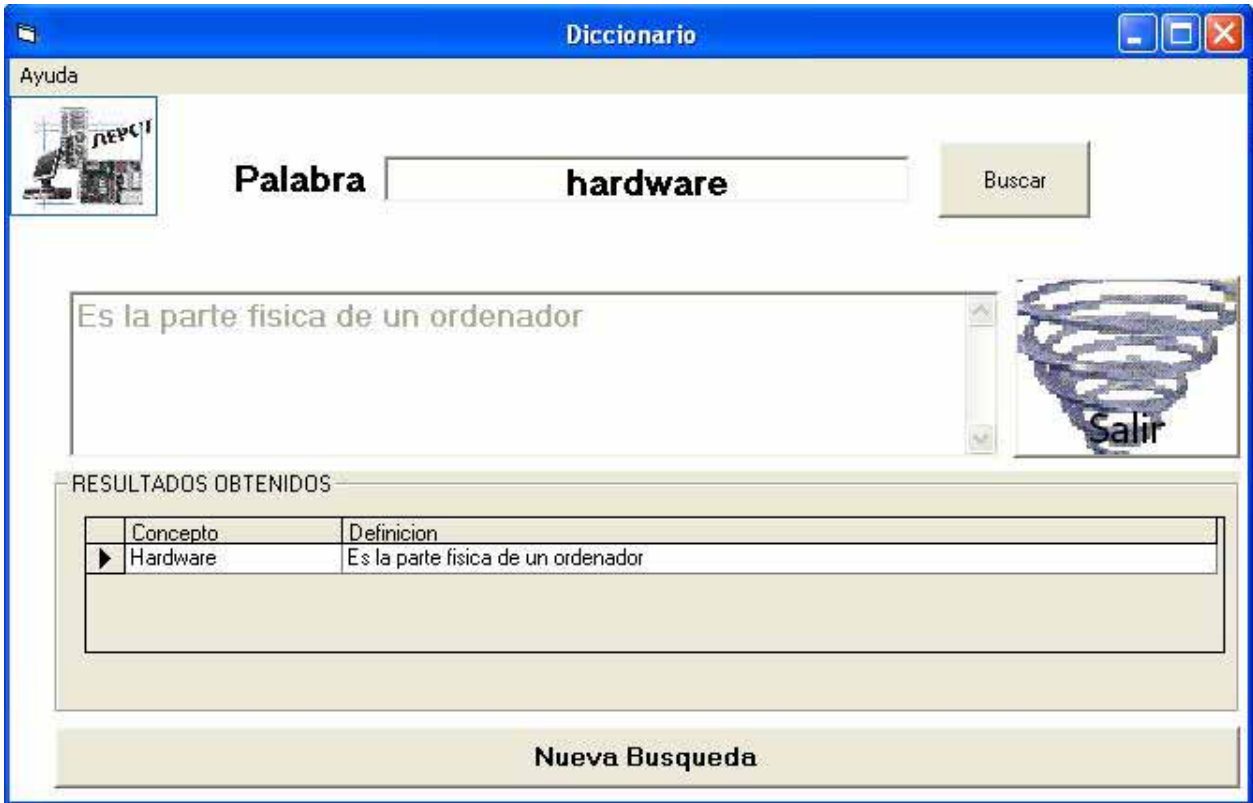 Diccionario
Ayuda
Palabra hardware Buscar
Es la parte fisica de un ordenador
Salir
RESULTADOS OBTENIDOS
Concepto Definicion
Hardware Es la parte fisica de un ordenador
Nueva Busqueda